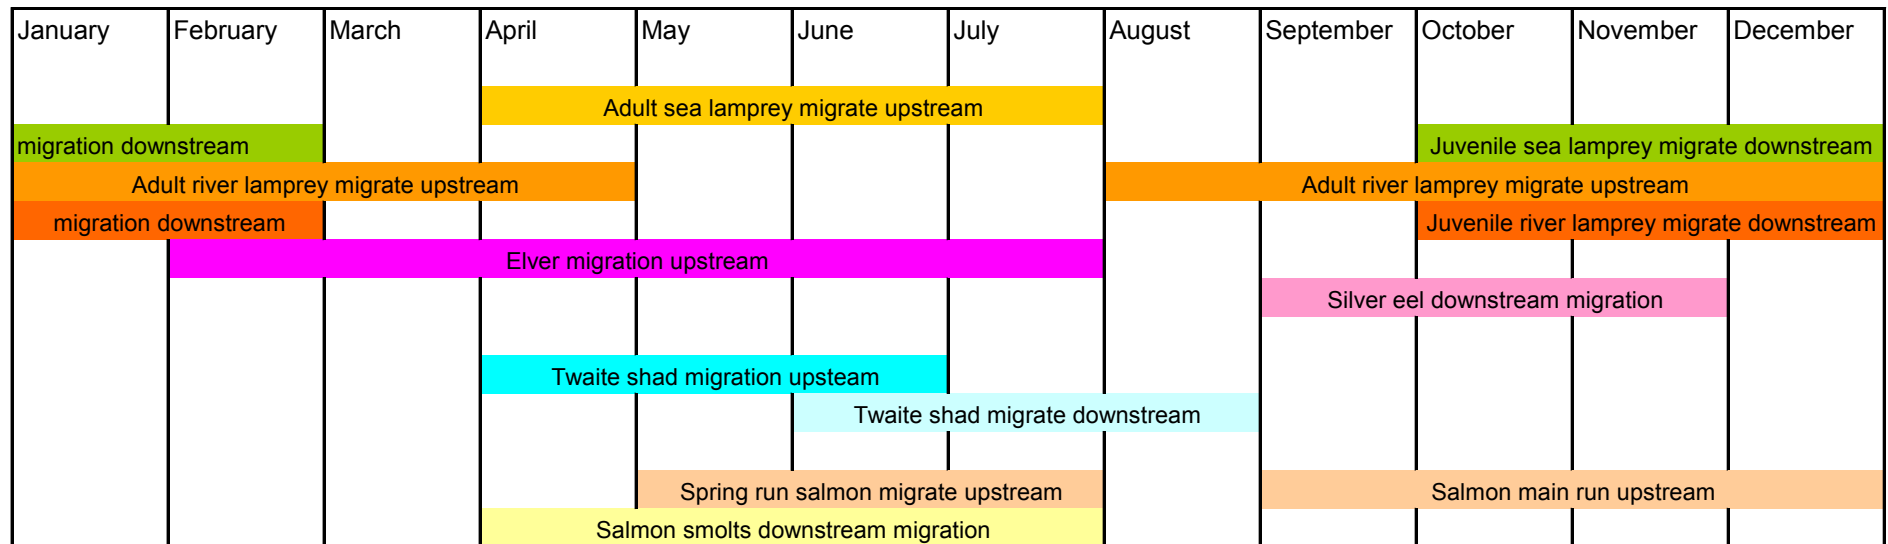 January February March April May June July August September October November December
Adult sea lamprey migrate upstream
migration downstream Juvenile sea lamprey migrate downstream
Adult river lamprey migrate upstream Adult river lamprey migrate upstream
migration downstream Juvenile river lamprey migrate downstream
Elver migration upstream
Silver eel downstream migration
Twaite shad migration upsteam
Twaite shad migrate downstream
Spring run salmon migrate upstream Salmon main run upstream
Salmon smolts downstream migration